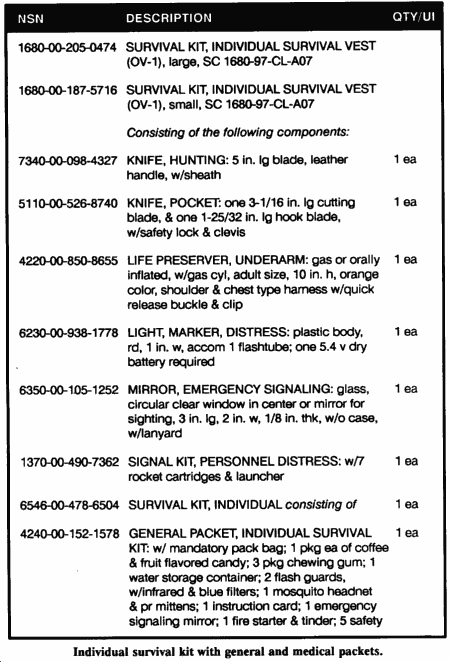 NSN DESCRIPTION QTY/UI
1680-00-205-0474 SURVIVAL KIT, INDIVIDUAL SURVIVAL VEST
(OV-1), large, SC 1680-97-CL-A07
1680-00-187-5716 SURVIVAL KIT, INDIVIDUAL SURVIVAL VEST
(OV-1), small, SC 1680-97-CL-A07
Consisting of the following components:
7340-00-098-4327 KNIFE, HUNTING: 5 in. lg blade, leather 1 ea
handle, w/sheath
5110-00-526-8740 KNIFE, POCKET: one 3-1/16 in. lg cutting 1 ea
blade, & one 1-25/32 in. lg hook blade,
w/safety lock & clevis
4220-00-850-8655 LIFE PRESERVER, UNDERARM: gas or orally 1 ea
inflated, w/gas cyl, adult size, 10 in. h, orange
color, shoulder & chest type harness w/quick
release buckle & clip
6230-00-938-1778 LIGHT, MARKER, DISTRESS: plastic body, 1 ea
rd, 1 in. w, accom 1 flashtube; one 5.4 v dry
battery required
6350-00-105-1252 MIRROR, EMERGENCY SIGNALING: glass, 1 ea
circular clear window in center or mirror for
sighting, 3 in. lg, 2 in. w, 1/8 in. thk, w/o case,
w/lanyard
1370-00-490-7362 SIGNAL KIT, PERSONNEL DISTRESS: w/7 1 ea
rocket cartridges & launcher
6546-00-478-6504 SURVIVAL KIT, INDIVIDUAL consisting of 1 ea
4240-00-152-1578 GENERAL PACKET, INDIVIDUAL SURVIVAL 1 ea
KIT: w/ mandatory pack bag; 1 pkg ea of coffee
& fruit flavored candy; 3 pkg chewing gum; 1
water storage container; 2 flash guards,
w/infrared & blue filters; 1 mosquito headnet
& pr mittens; 1 instruction card; 1 emergency
signaling mirror; 1 fire starter & tinder; 5 safety
Individual survival kit with general and medical packets.